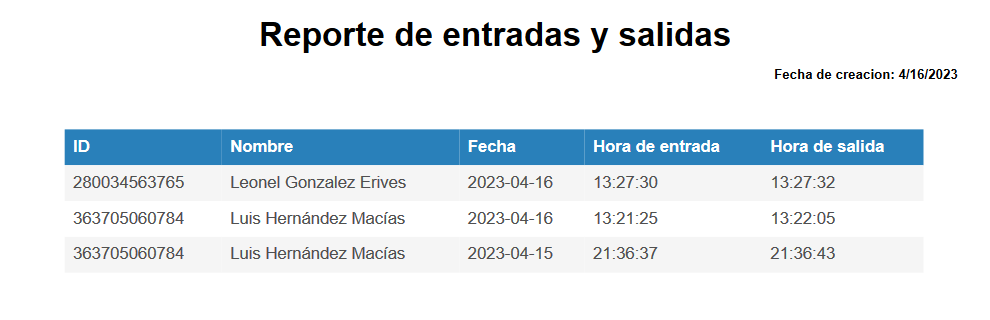 Reporte de entradas y salidas
Fecha de creacion: 4/16/2023
ID Nombre Fecha Hora de entrada Hora de salida
280034563765 Leonel Gonzalez Erives 2023-04-16 13:27:30 13:27:32
363705060784 Luis Hernández Macías 2023-04-16 13:21:25 13:22:05
363705060784 Luis Hernández Macías 2023-04-15 21:36:37 21:36:43